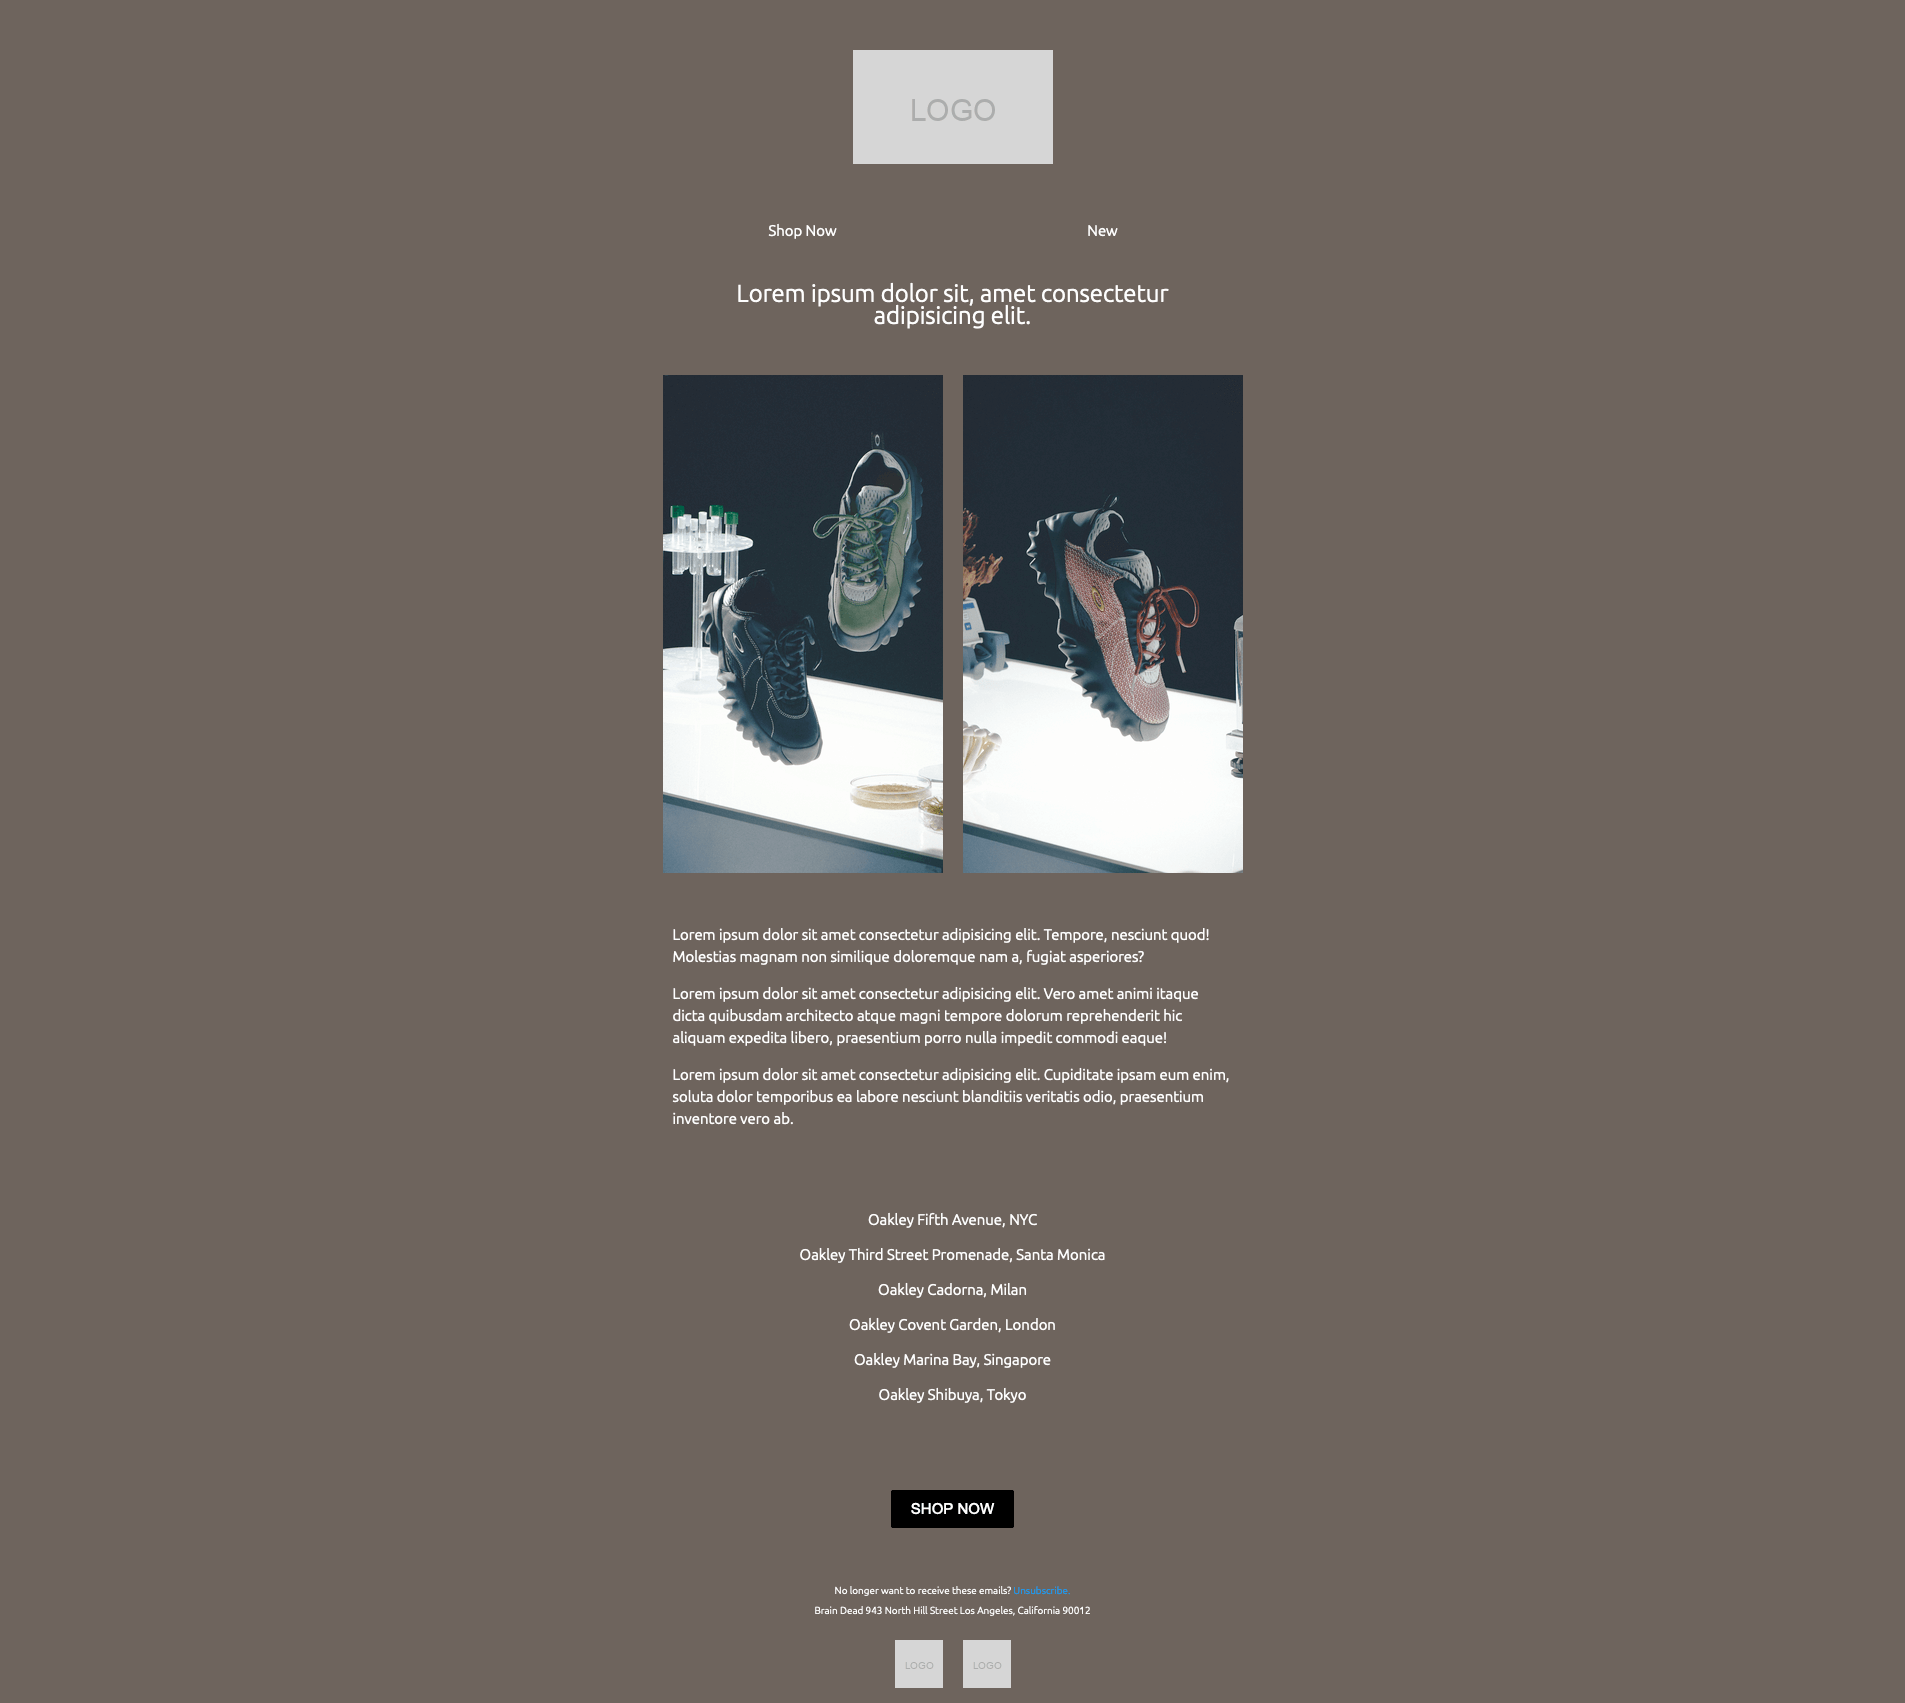 LOGO
Shop Now
New
Lorem ipsum dolor sit, amet consectetur
adipisicing elit.
Lorem ipsum dolor sit amet consectetur adipisicing elit. Tempore, nesciunt quod!
Molestias magnam non similique doloremque nam a, fugiat asperiores?
Lorem ipsum dolor sit amet consectetur adipisicing elit. Vero amet animi itaque
dicta quibusdam architecto atque magni tempore dolorum reprehenderit hic
aliquam expedita libero, praesentium porro nulla impedit commodi eaque!
Lorem ipsum dolor sit amet consectetur adipisicing elit. Cupiditate ipsam eum enim,
soluta dolor temporibus ea labore nesciunt blanditiis veritatis odio, praesentium
inventore vero ab.
Oakley Fifth Avenue, NYC
Oakley Third Street Promenade, Santa Monica
Oakley Cadorna, Milan
Oakley Covent Garden, London
Oakley Marina Bay, Singapore
Oakley Shibuya, Tokyo
SHOP NOW
No longer want to receive these emails? Unsubscribe.
Brain Dead 943 North Hill Street Los Angeles, California 90012
LOGO
LOGO